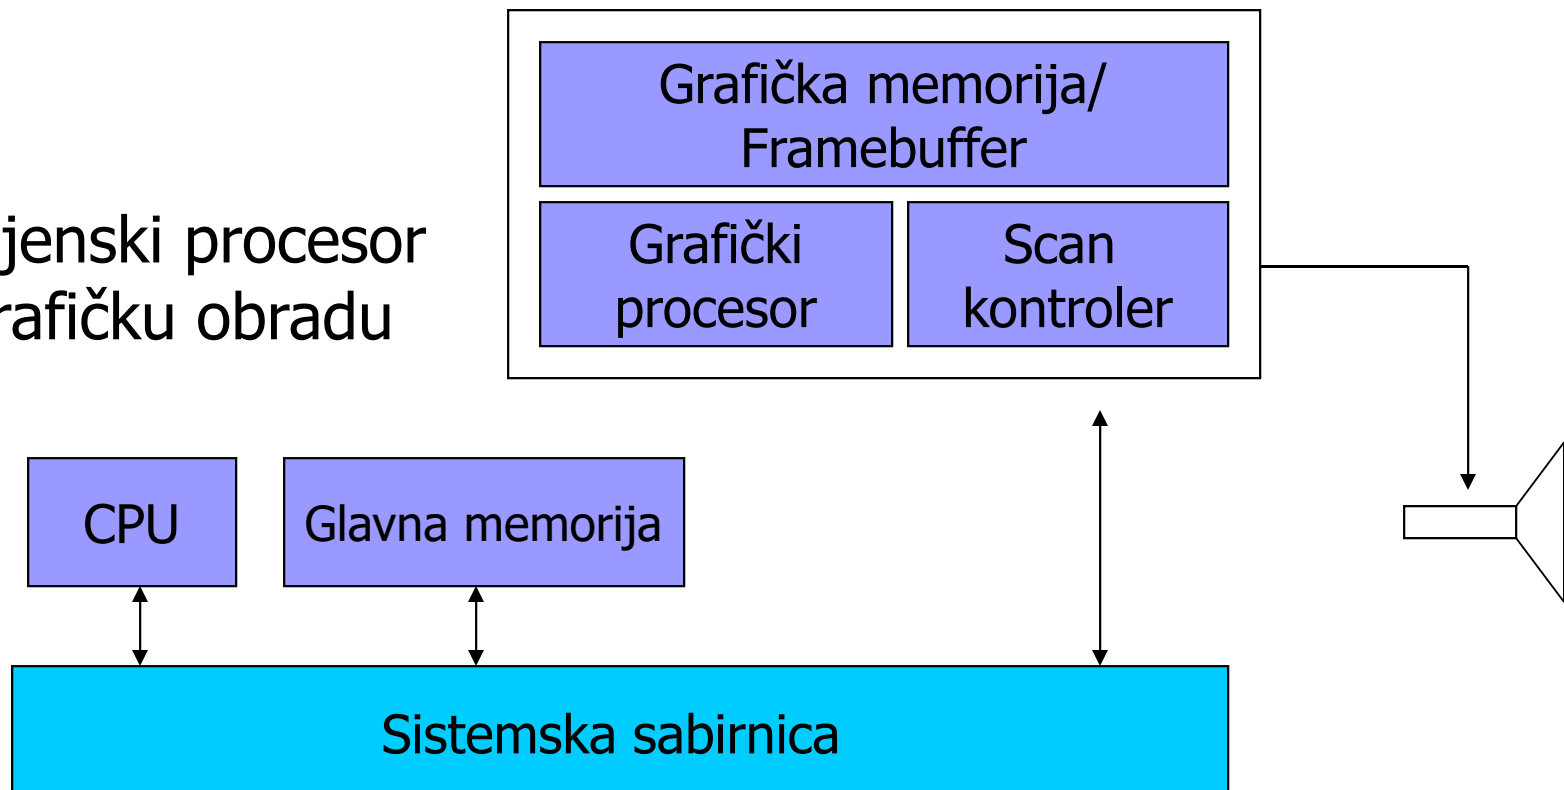 Grafička memorija/
Framebuffer
jenski procesor
rafičku obradu
Grafički
procesor
Scan
kontroler
CPU
Glavna memorija
Sistemska sabirnica